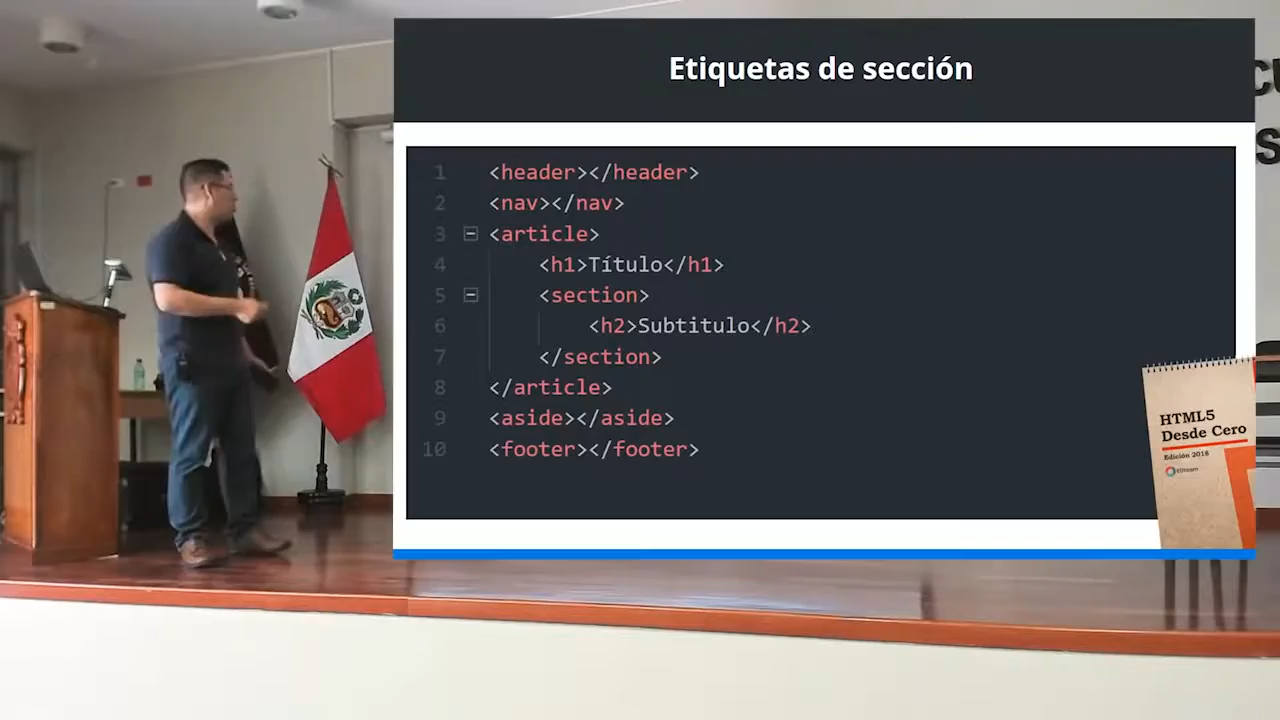 Etiquetas de sección
1 <header></header>
2 <nav></nav>
3 <article>
4 <h1>Título</h1>
5 <section>
6 <h2>Subtitulo</h2>
7 </section>
8 </article>
9 <aside></aside>
10 <footer></footer>
HTML5
Desde Cero
Edición 2018
EDteam